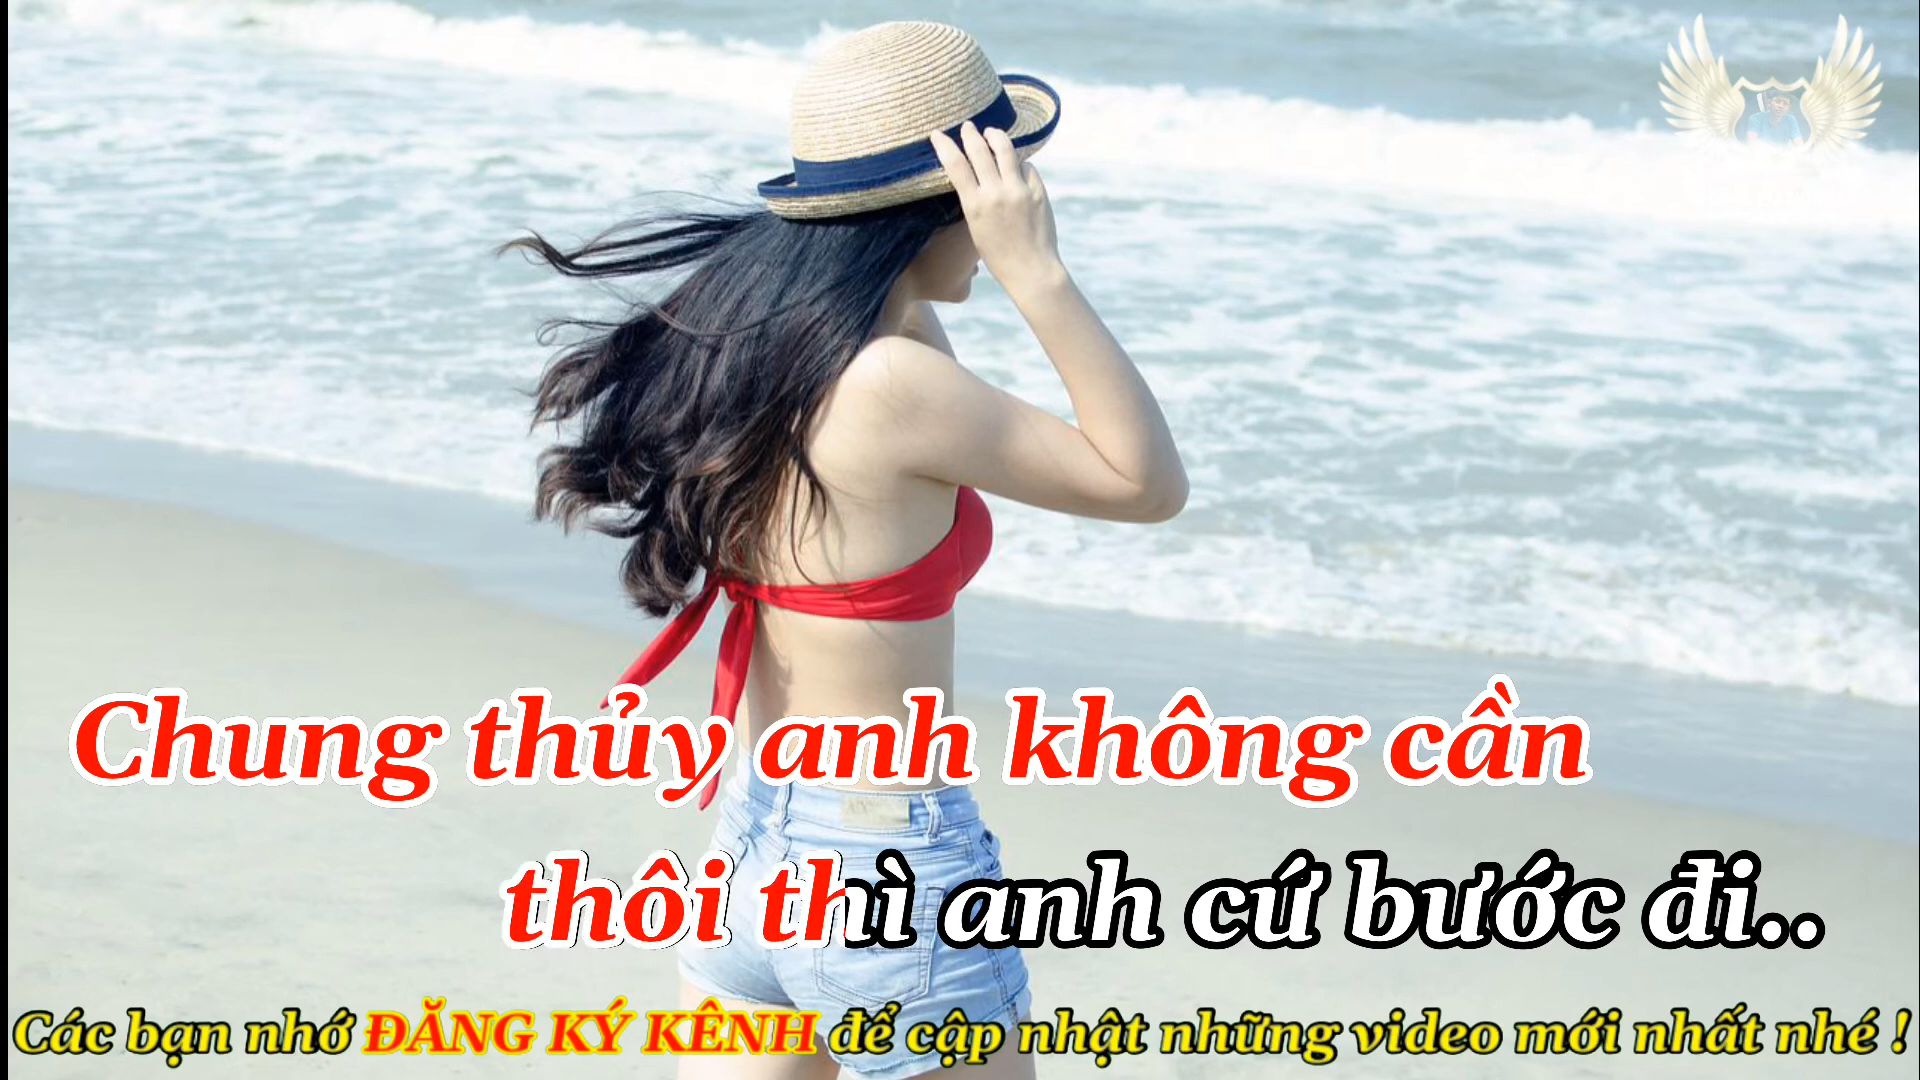 Chung thủy anh không cần
thôi thì anh cứ bước đi..
Các bạn nhớ ĐĂNG KÝ KÊNH để cập nhật những video mới nhất nhé !